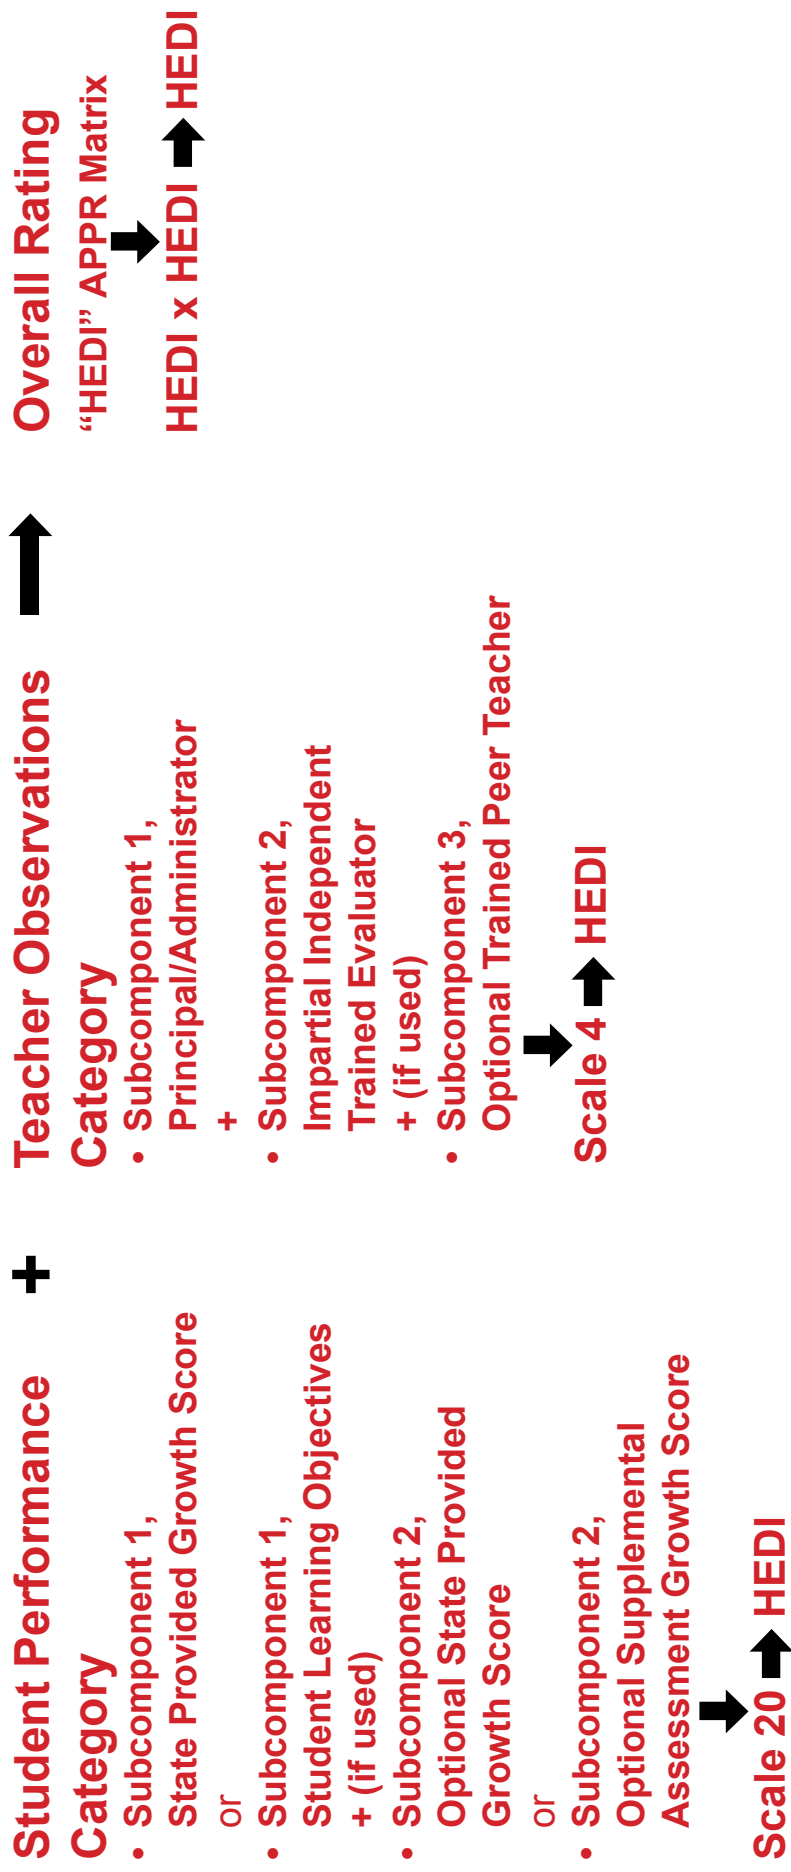 Student Performance
Category
• Subcomponent 1,
State Provided Growth Score
or
• Subcomponent 1,
Student Learning Objectives
+ (if used)
• Subcomponent 2,
Optional State Provided
Growth Score
or
• Subcomponent 2,
Optional Supplemental
Assessment Growth Score
Scale 20 HEDI
+
Teacher Observations
Category
• Subcomponent 1,
Principal/Administrator
+
• Subcomponent 2,
Impartial Independent
Trained Evaluator
+ (if used)
• Subcomponent 3,
Optional Trained Peer Teacher
Scale 4 HEDI
Overall Rating
“HEDI” APPR Matrix
HEDI x HEDI HEDI